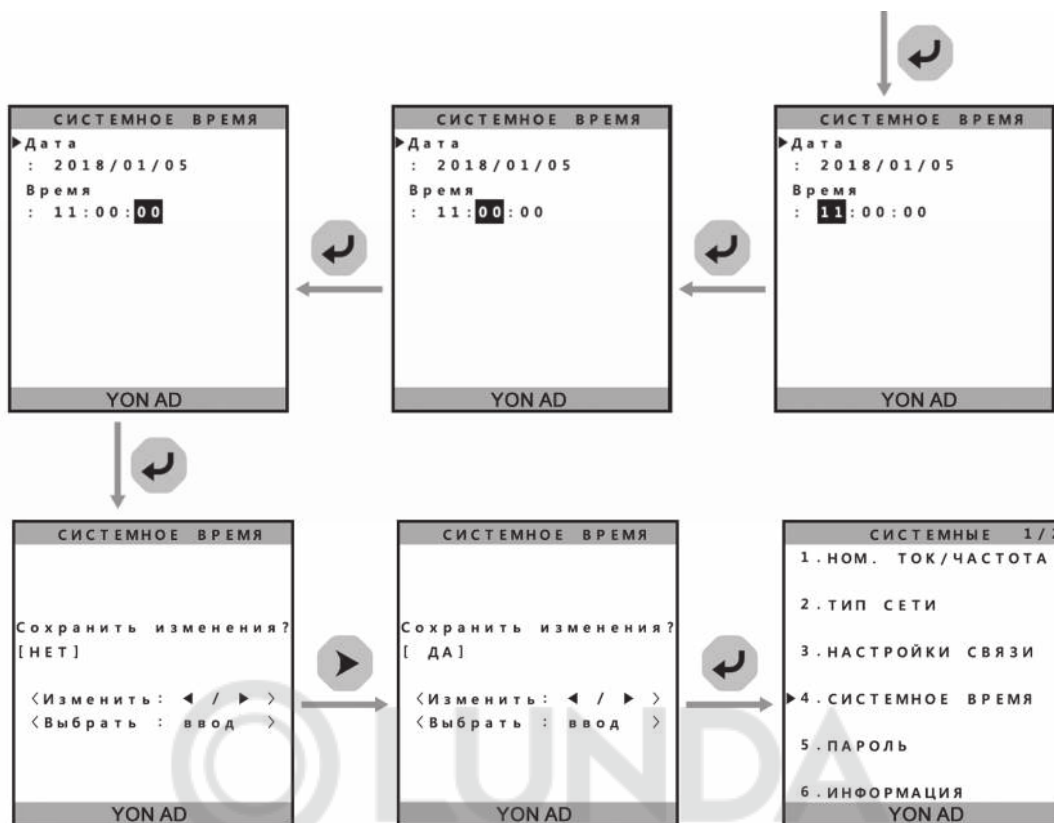 СИСТЕМНОЕ ВРЕМЯ
▶Дата
: 2018/01/05
Время
: 11:00:00
YON AD
СИСТЕМНОЕ ВРЕМЯ
▶Дата
: 2018/01/05
Время
: 11:00:00
YON AD
СИСТЕМНОЕ ВРЕМЯ
▶Дата
: 2018/01/05
Время
: 11:00:00
YON AD
СИСТЕМНОЕ ВРЕМЯ
Сохранить изменения?
[НЕТ]
〈Изменить: ◀ / ▶ 〉
〈Выбрать : ввод 〉
YON AD
СИСТЕМНОЕ ВРЕМЯ
Сохранить изменения?
[ ДА]
〈Изменить: ◀ / ▶ 〉
〈Выбрать : ввод 〉
YON AD
СИСТЕМНЫЕ 1/2
1.НОМ. ТОК/ЧАСТОТА
2.ТИП СЕТИ
3.НАСТРОЙКИ СВЯЗИ
▶4.СИСТЕМНОЕ ВРЕМЯ
5.ПАРОЛЬ
6.ИНФОРМАЦИЯ
YON AD
LUNDA